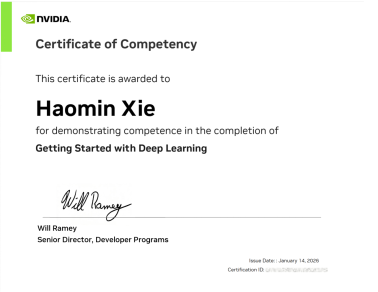 NVIDIA.
Certificate of Competency
This certificate is awarded to
Haomin Xie
for demonstrating competence in the completion of
Getting Started with Deep Learning
Will Ramey
Will Ramey
Senior Director, Developer Programs
Issue Date: : January 14, 2026
Certification ID: